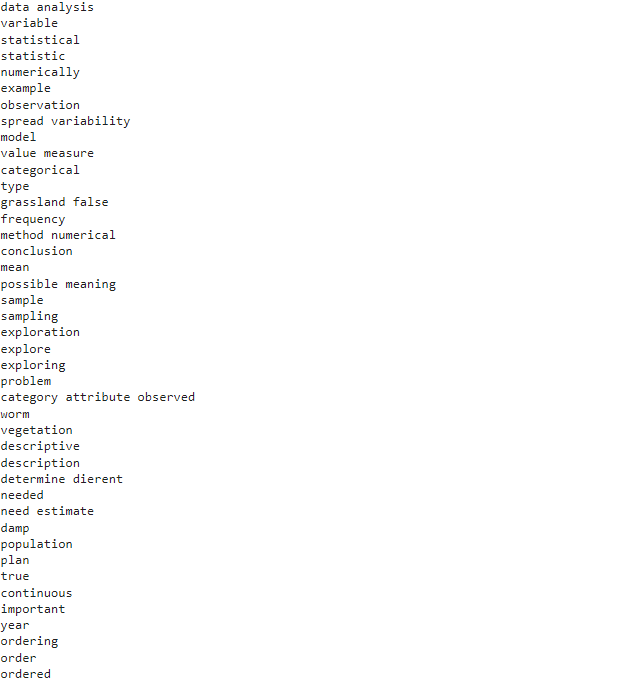 data analysis
variable
statistical
statistic
numerically
example
observation
spread variability
model
value measure
categorical
type
grassland false
frequency
method numerical
conclusion
mean
possible meaning
sample
sampling
exploration
explore
exploring
problem
category attribute observed
worm
vegetation
descriptive
description
determine dierent
needed
need estimate
damp
population
plan
true
continuous
important
year
ordering
order
ordered